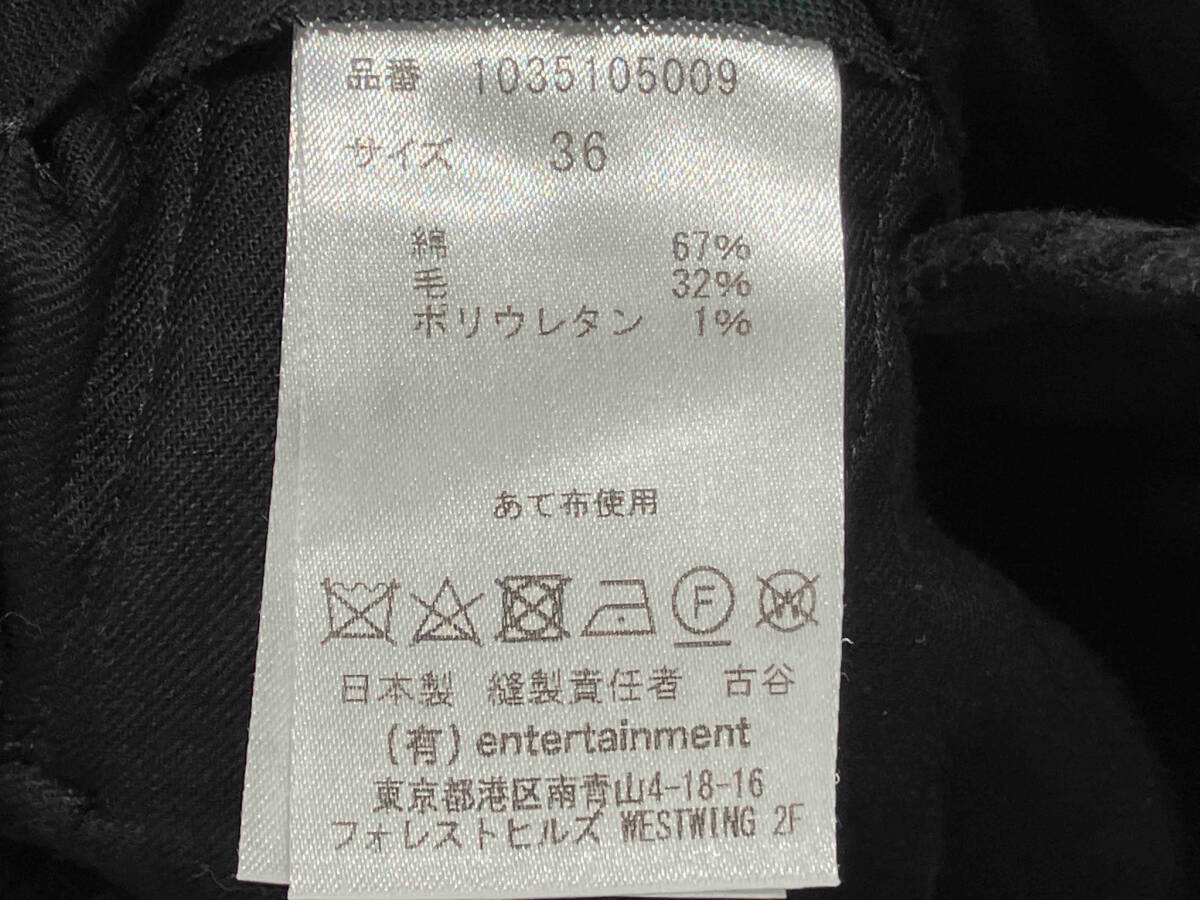 品番 1035105009
サイズ 36
綿 67%
毛 32%
ポリウレタン 1%
あて布使用
F W
日本製 縫製責任者 古谷
(有) entertainment
東京都港区南青山4-18-16
フォレストヒルズ WESTWING 2F